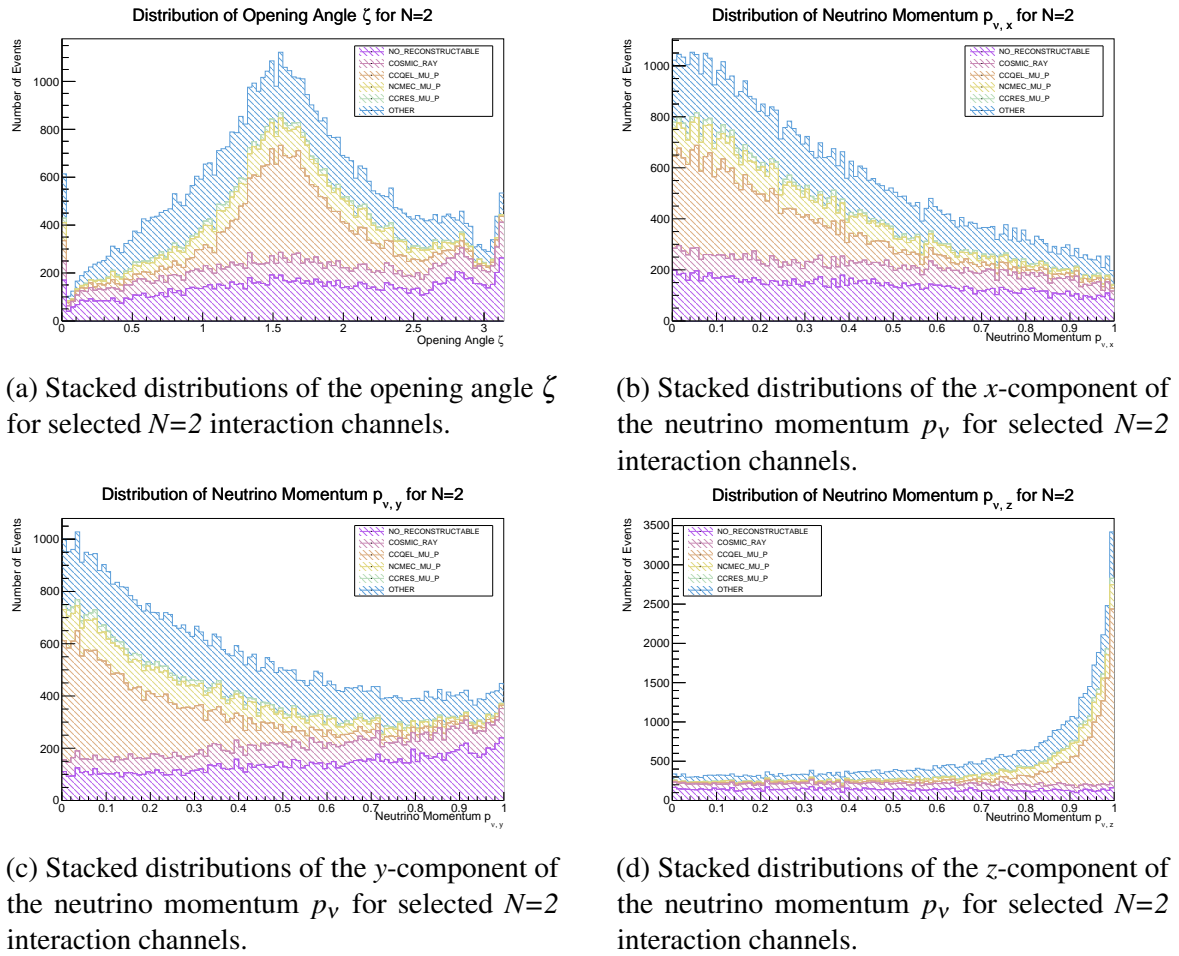 Distribution of Opening Angle ζ for N=2
Number of Events
1000
800
600
400
200
0
NO_RECONSTRUCTABLE
COSMIC_RAY
CCQEL_MU_P
NCMEC_MU_P
CCRES_MU_P
OTHER
0 0.5 1 1.5 2 2.5 3
Opening Angle ζ
Distribution of Neutrino Momentum p_{ν, x} for N=2
Number of Events
1000
800
600
400
200
0
NO_RECONSTRUCTABLE
COSMIC_RAY
CCQEL_MU_P
NCMEC_MU_P
CCRES_MU_P
OTHER
0 0.1 0.2 0.3 0.4 0.5 0.6 0.7 0.8 0.9 1
Neutrino Momentum p_{ν, x}
(a) Stacked distributions of the opening angle ζ
for selected N=2 interaction channels.
(b) Stacked distributions of the x-component of
the neutrino momentum p_ν for selected N=2
interaction channels.
Distribution of Neutrino Momentum p_{ν, y} for N=2
Number of Events
1000
800
600
400
200
0
NO_RECONSTRUCTABLE
COSMIC_RAY
CCQEL_MU_P
NCMEC_MU_P
CCRES_MU_P
OTHER
0 0.1 0.2 0.3 0.4 0.5 0.6 0.7 0.8 0.9 1
Neutrino Momentum p_{ν, y}
Distribution of Neutrino Momentum p_{ν, z} for N=2
Number of Events
3500
3000
2500
2000
1500
1000
500
0
NO_RECONSTRUCTABLE
COSMIC_RAY
CCQEL_MU_P
NCMEC_MU_P
CCRES_MU_P
OTHER
0 0.1 0.2 0.3 0.4 0.5 0.6 0.7 0.8 0.9 1
Neutrino Momentum p_{ν, z}
(c) Stacked distributions of the y-component of
the neutrino momentum p_ν for selected N=2
interaction channels.
(d) Stacked distributions of the z-component of
the neutrino momentum p_ν for selected N=2
interaction channels.